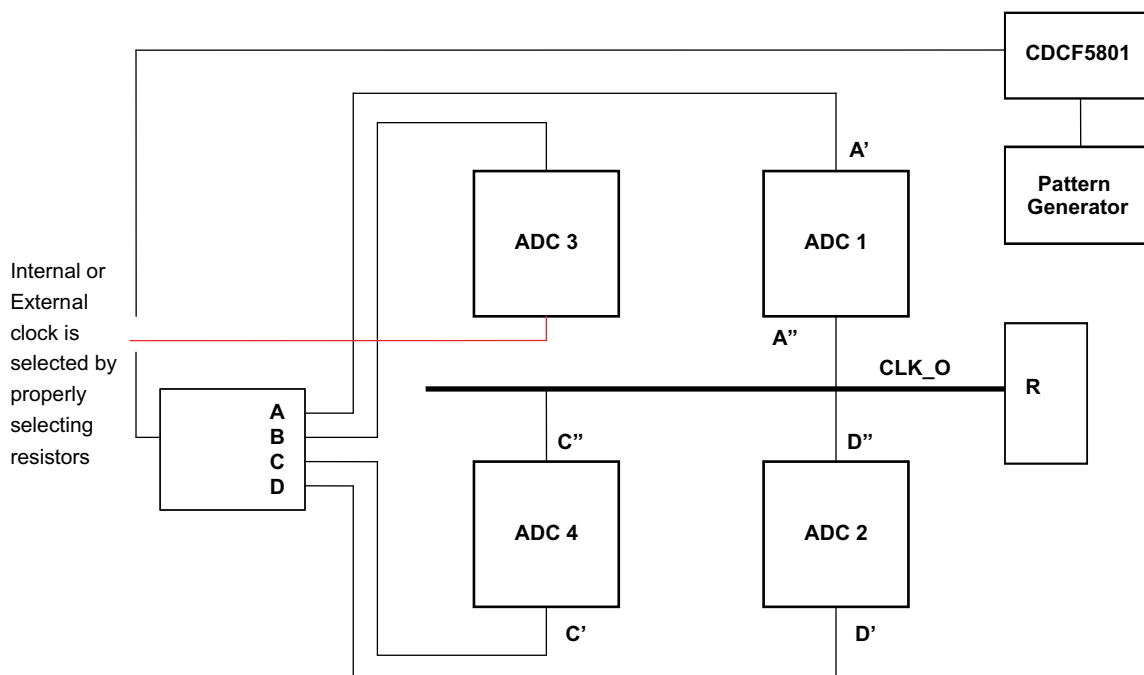 CDCF5801
A’
Pattern
Generator
ADC 3
ADC 1
Internal or
External
clock is
selected by
properly
selecting
resistors
A’’
CLK_O
R
A
B
C
D
C’’
D’’
ADC 4
ADC 2
C’
D’